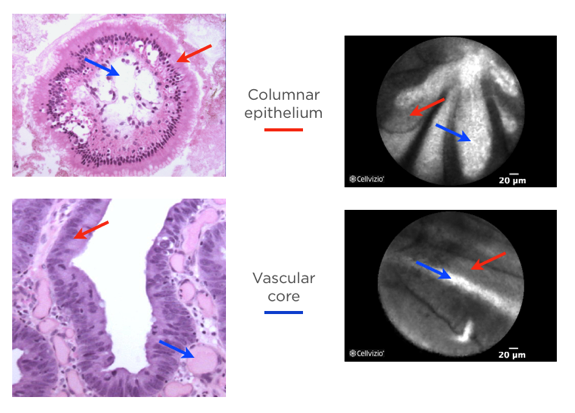 Columnar
epithelium
Cellvizio
20 µm
Vascular
core
Cellvizio
20 µm